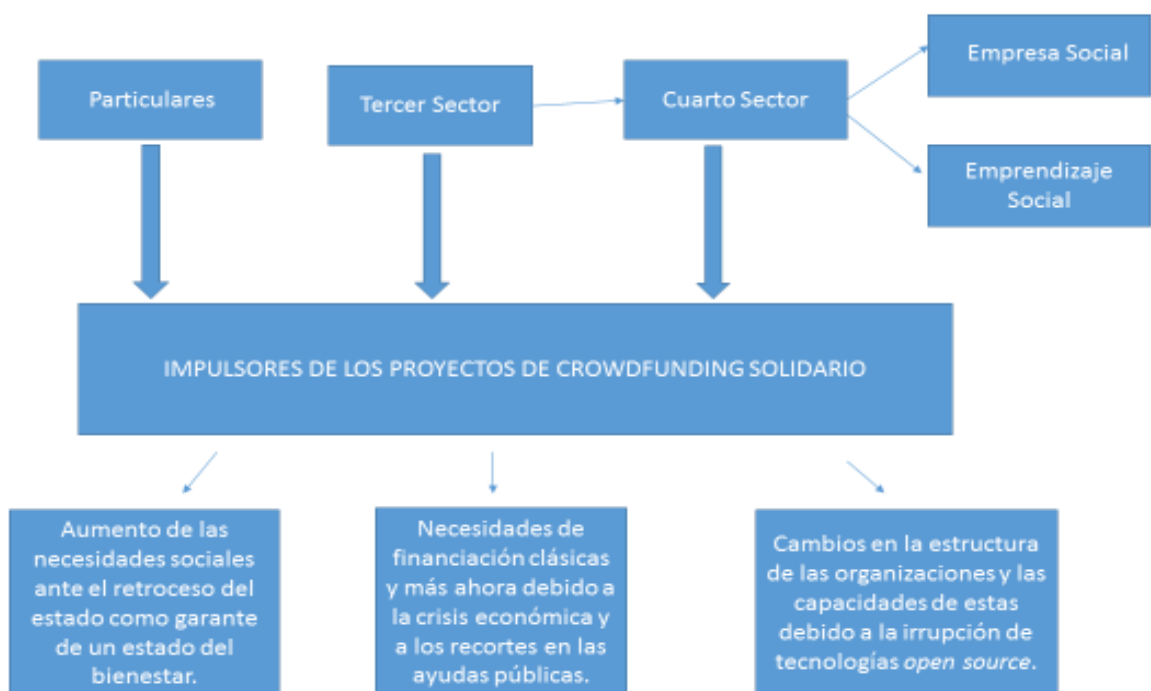 Empresa Social
Particulares
Tercer Sector
Cuarto Sector
Emprendizaje
Social
IMPULSORES DE LOS PROYECTOS DE CROWDFUNDING SOLIDARIO
Aumento de las
necesidades sociales
ante el retroceso del
estado como garante
de un estado del
bienestar.
Necesidades de
financiación clásicas
y más ahora debido a
la crisis económica y
a los recortes en las
ayudas públicas.
Cambios en la estructura
de las organizaciones y las
capacidades de estas
debido a la irrupción de
tecnologías open source.